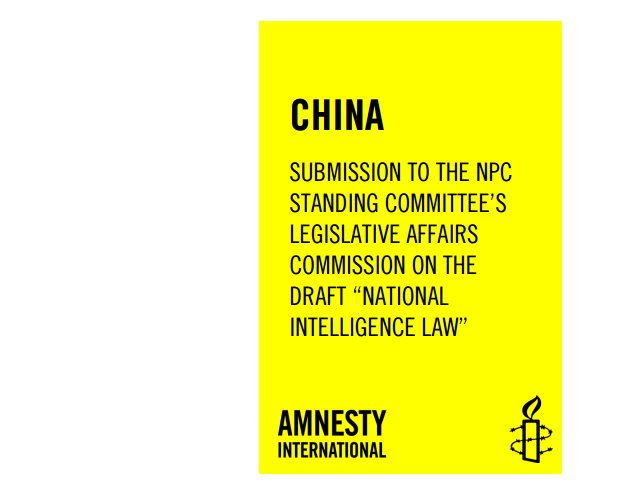 CHINA
SUBMISSION TO THE NPC
STANDING COMMITTEE’S
LEGISLATIVE AFFAIRS
COMMISSION ON THE
DRAFT “NATIONAL
INTELLIGENCE LAW”
AMNESTY
INTERNATIONAL